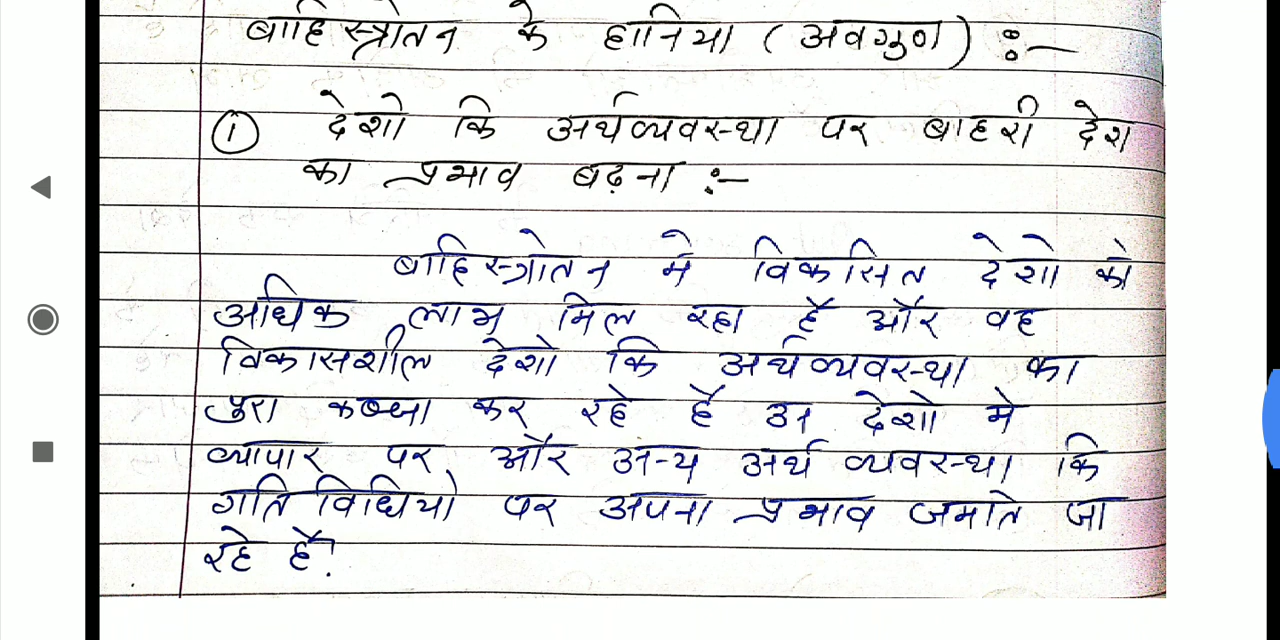 बाहिस्त्रोतन के हानिया (अवगुण) :—
① देशो कि अर्थव्यवस्था पर बाहरी देश
का प्रभाव बढ़ना :—
बाहिस्त्रोतन मे विकसित देशो को
अधिक लाभ मिल रहा है और वह
विकासशील देशो कि अर्थव्यवस्था का
पुरा कब्जा कर रहे है उन देशो मे
व्यापार पर और अन्य अर्थ व्यवस्था कि
गति विधियो पर अपना प्रभाव जमाते जा
रहे है?